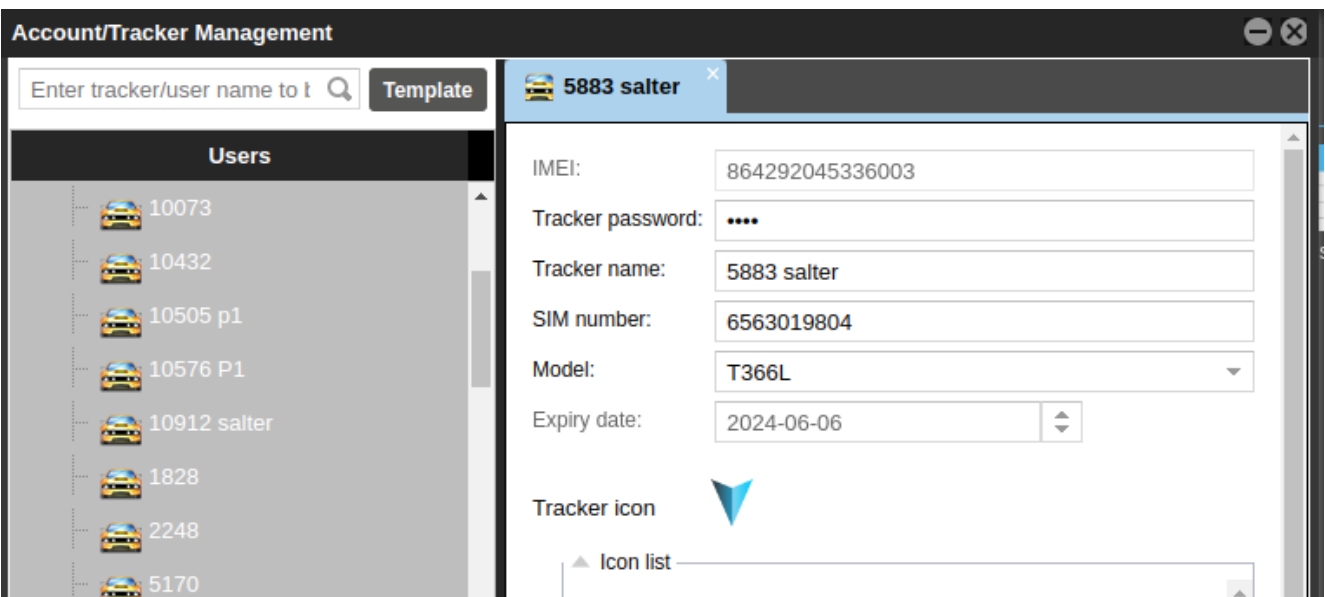 Account/Tracker Management
Enter tracker/user name to
Template
Users
10073
10432
10505 p1
10576 P1
10912 salter
1828
2248
5170
5883 salter
IMEI: 864292045336003
Tracker password: ••••
Tracker name: 5883 salter
SIM number: 6563019804
Model: T366L
Expiry date: 2024-06-06
Tracker icon
Icon list